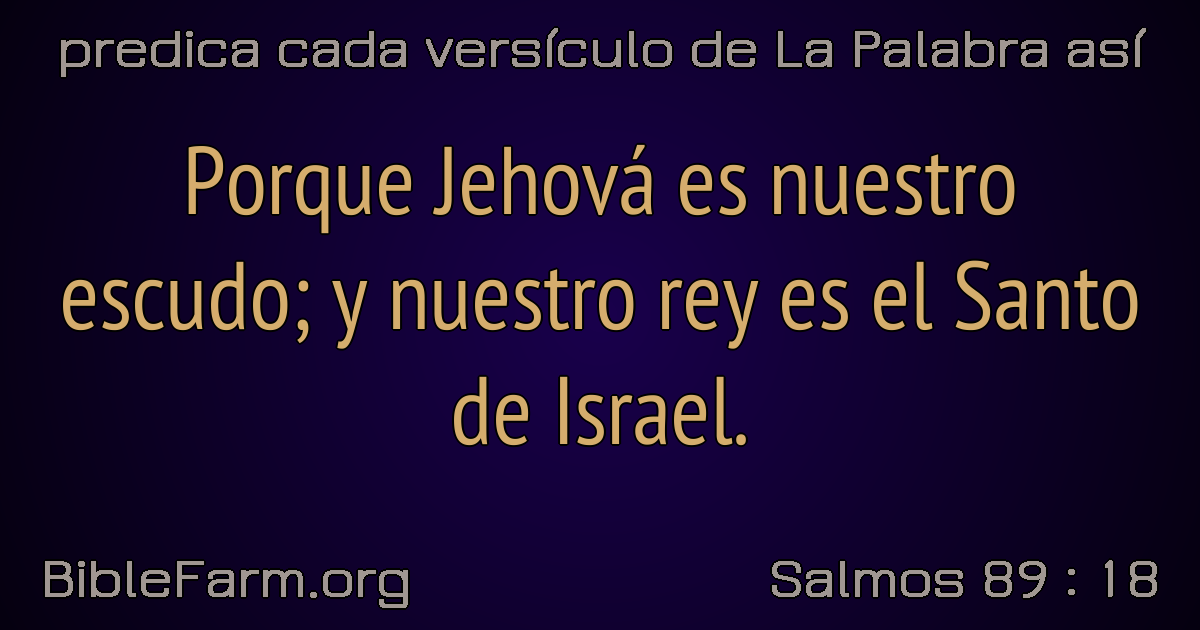 predica cada versículo de La Palabra así
Porque Jehová es nuestro
escudo; y nuestro rey es el Santo
de Israel.
BibleFarm.org
Salmos 89 : 18